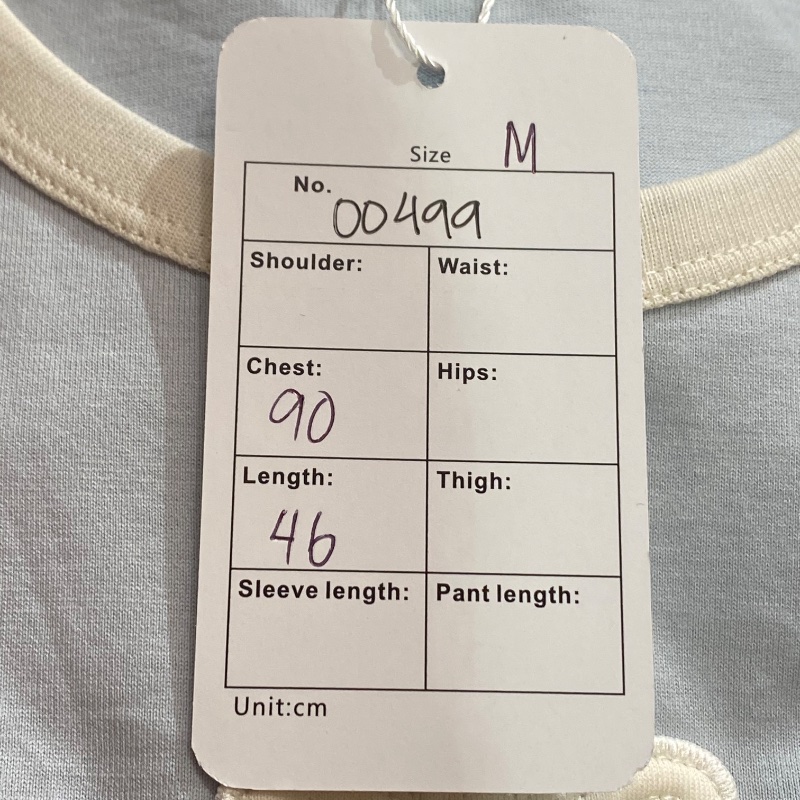 Size M
No. 00499
Shoulder: Waist:
Chest: Hips:
90
Length: Thigh:
46
Sleeve length: Pant length:
Unit:cm